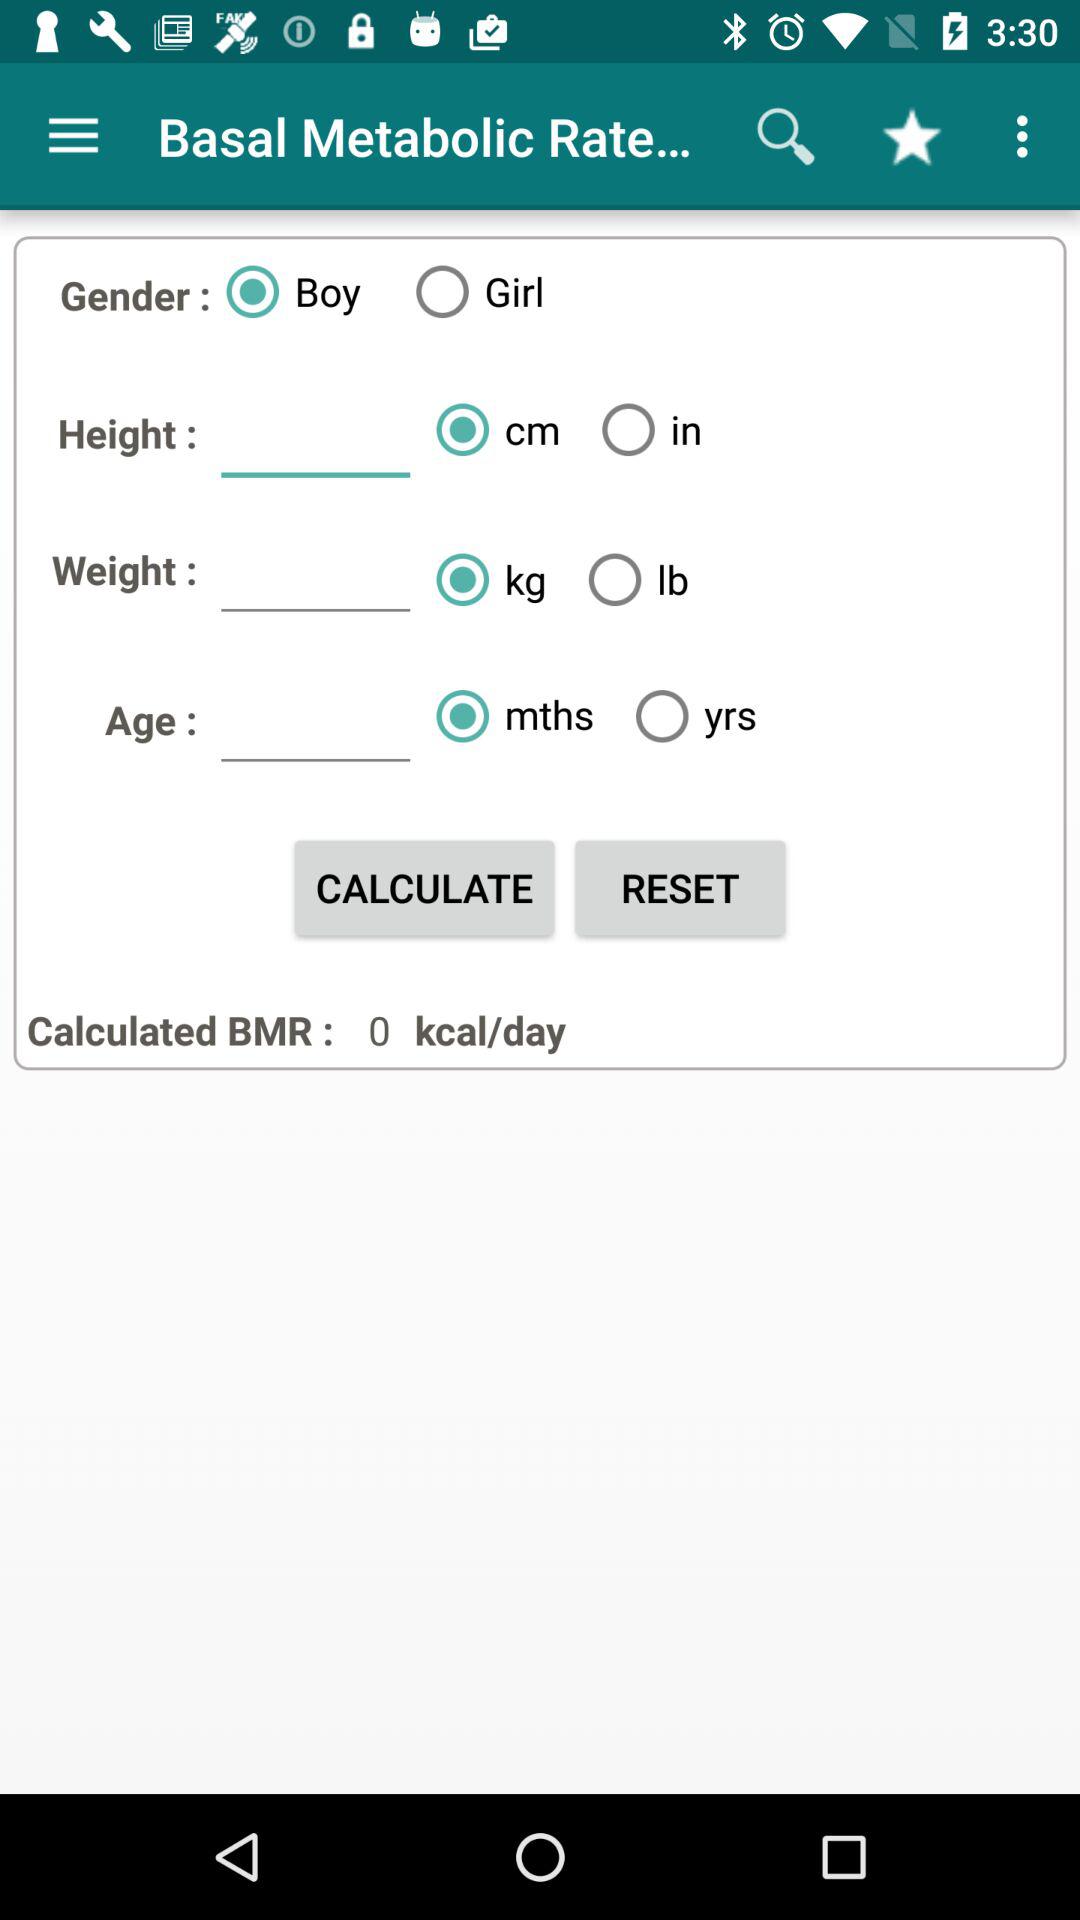 FAKE 3:30
Basal Metabolic Rate...
Gender : Boy Girl
Height : cm in
Weight : kg lb
Age : mths yrs
CALCULATE RESET
Calculated BMR : 0 kcal/day